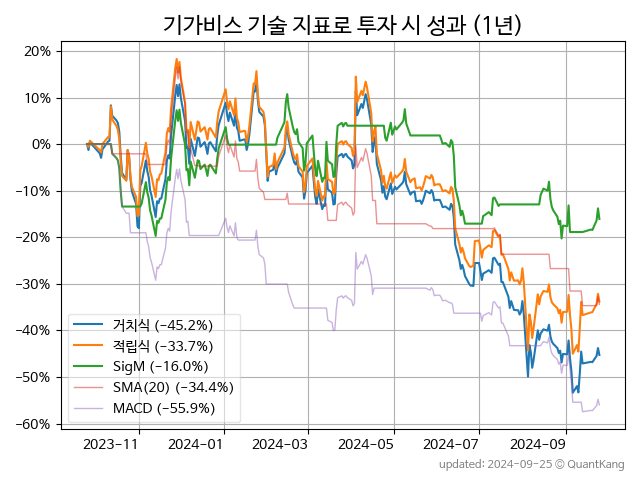 기가비스 기술 지표로 투자 시 성과 (1년)
20%
10%
0%
−10%
−20%
−30%
−40%
−50%
−60%
거치식 (−45.2%)
적립식 (−33.7%)
SigM (−16.0%)
SMA(20) (−34.4%)
MACD (−55.9%)
2023-11 2024-01 2024-03 2024-05 2024-07 2024-09
updated: 2024-09-25 © QuantKang